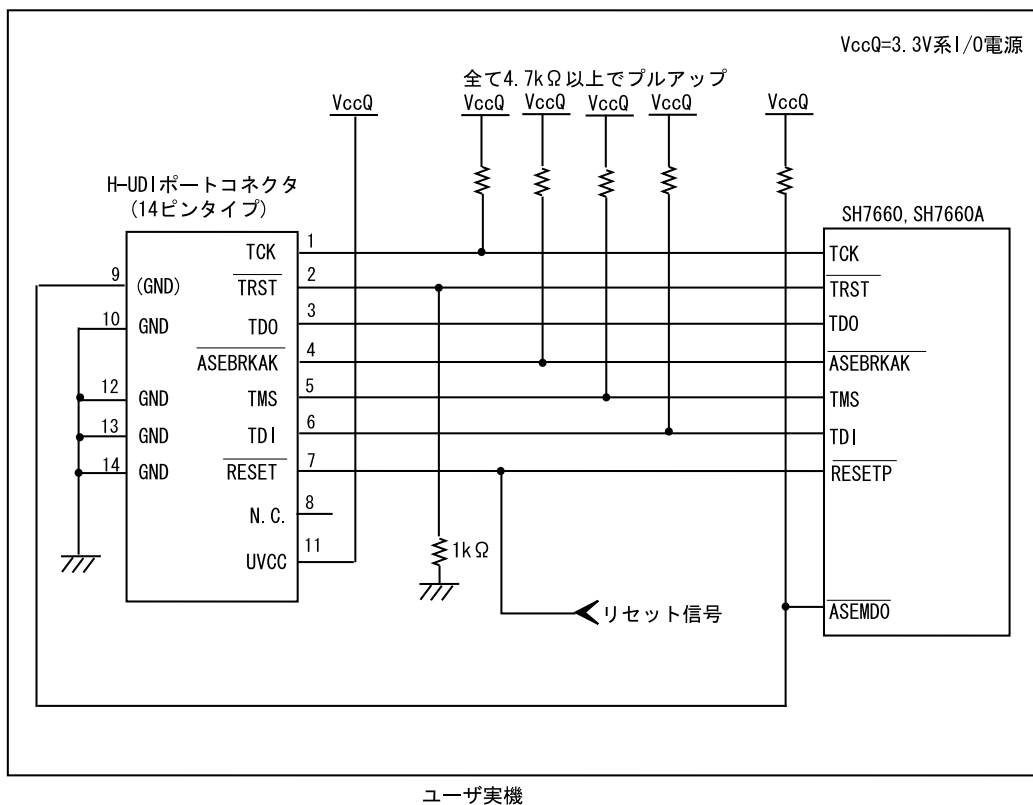 VccQ=3.3V系I/O電源
全て4.7kΩ以上でプルアップ
VccQ VccQ VccQ VccQ VccQ VccQ
H-UDIポートコネクタ
(14ピンタイプ)
SH7660, SH7660A
TCK 1 TCK
9 (GND) TRST 2 TRST
10 GND TDO 3 TDO
ASEBRKAK 4 ASEBRKAK
12 GND TMS 5 TMS
13 GND TDI 6 TDI
14 GND RESET 7 RESETP
N.C. 8
UVCC 11
1kΩ
リセット信号
ASEMD0
ユーザ実機